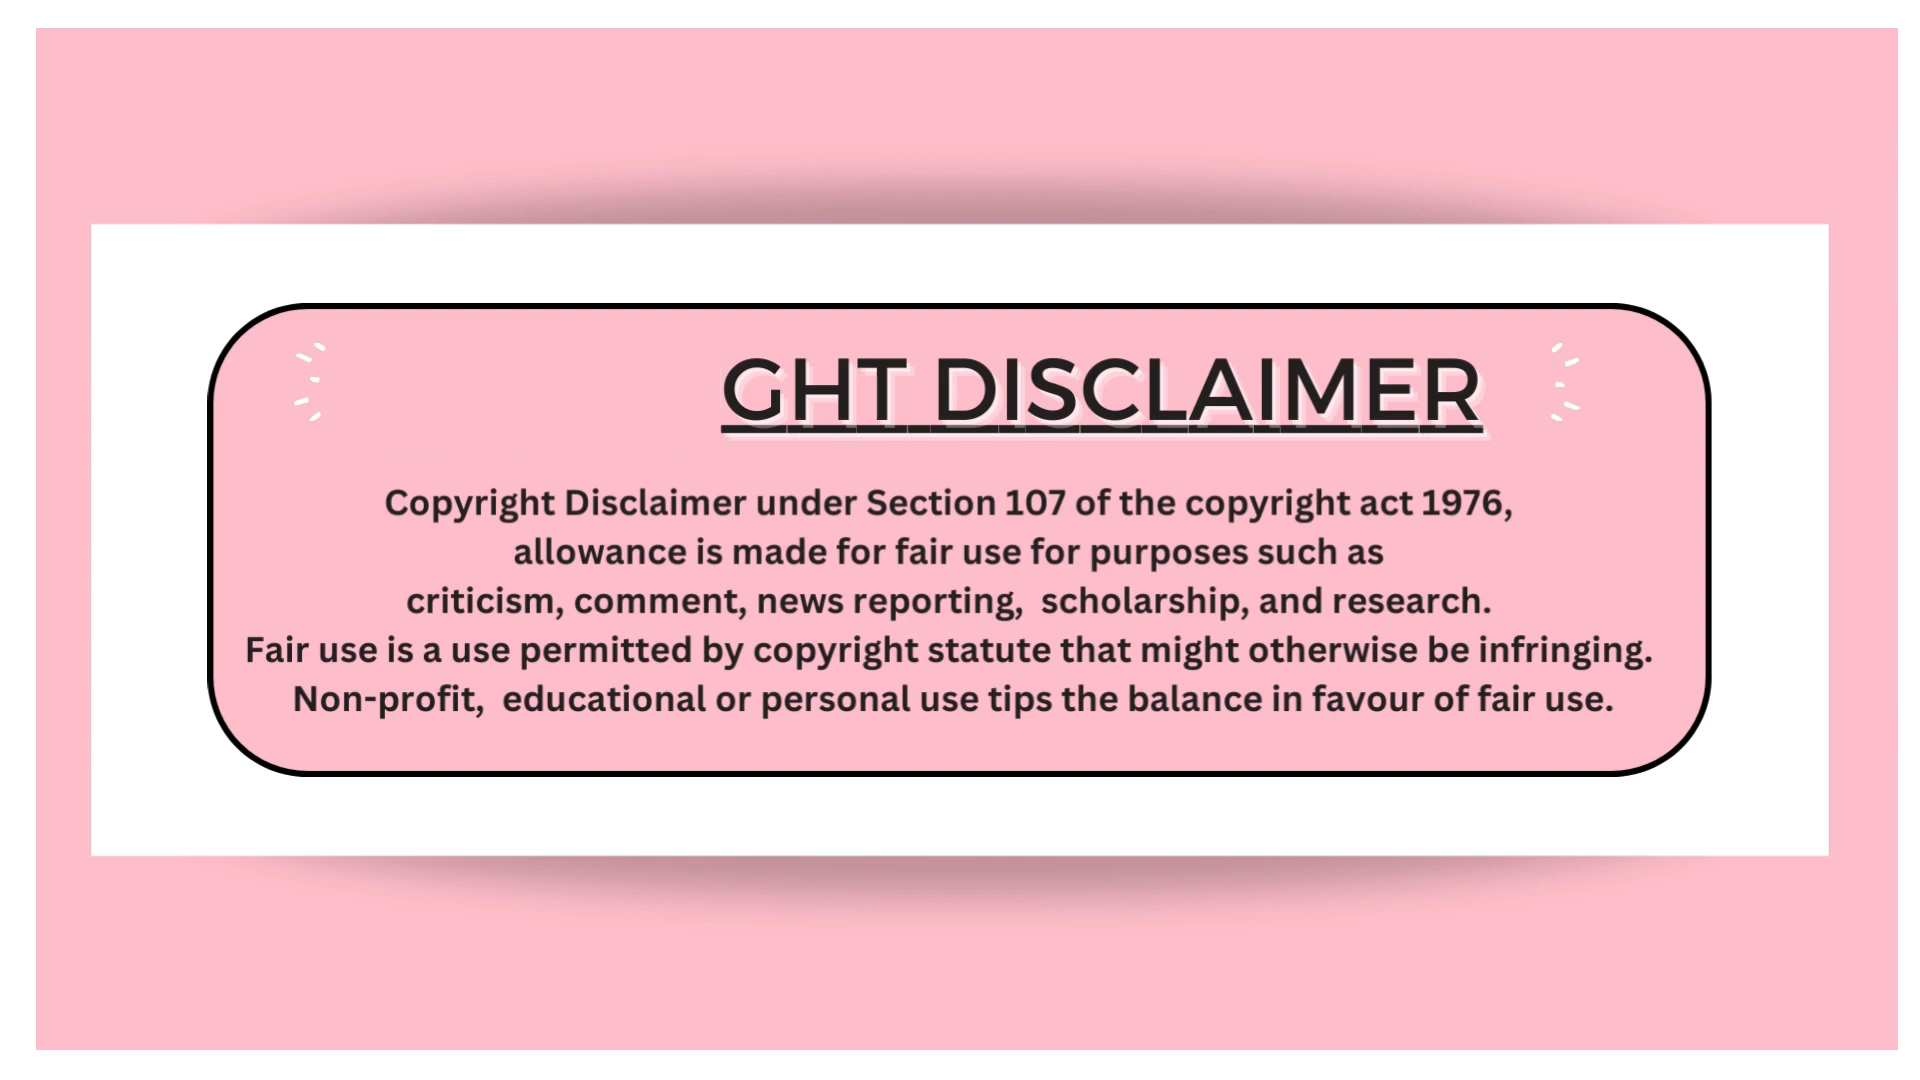 GHT DISCLAIMER
Copyright Disclaimer under Section 107 of the copyright act 1976,
allowance is made for fair use for purposes such as
criticism, comment, news reporting,  scholarship, and research.
Fair use is a use permitted by copyright statute that might otherwise be infringing.
Non-profit,  educational or personal use tips the balance in favour of fair use.